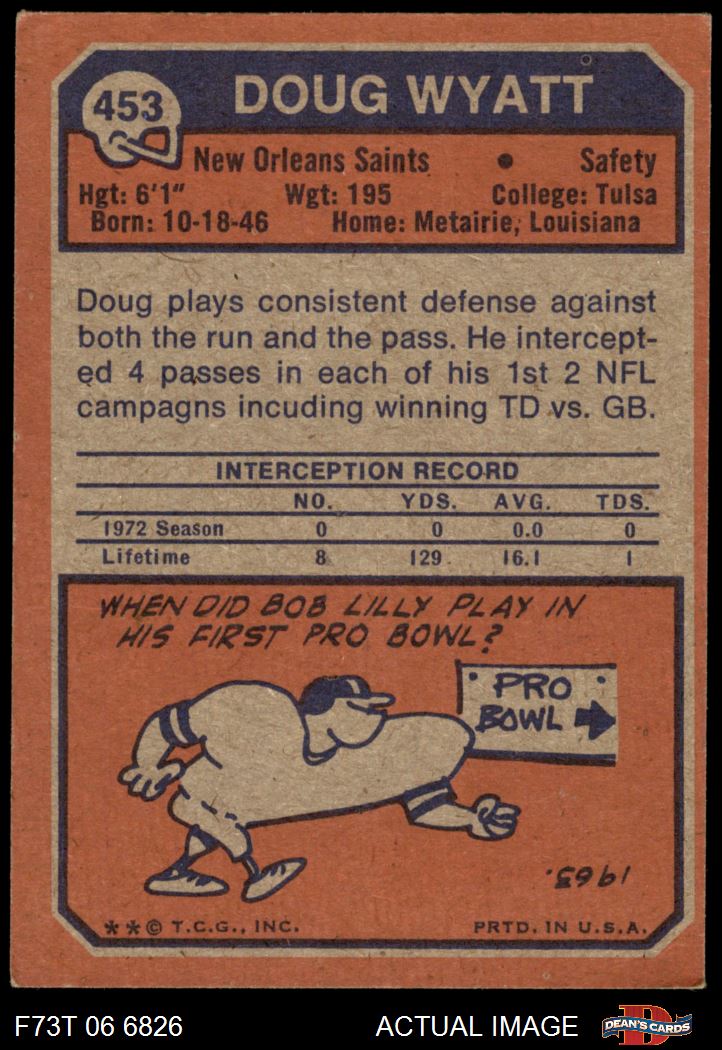 453
DOUG WYATT
New Orleans Saints • Safety
Hgt: 6'1" Wgt: 195 College: Tulsa
Born: 10-18-46 Home: Metairie, Louisiana
Doug plays consistent defense against
both the run and the pass. He intercept-
ed 4 passes in each of his 1st 2 NFL
campaigns incuding winning TD vs. GB.
INTERCEPTION RECORD
NO. YDS. AVG. TDS.
1972 Season 0 0 0.0 0
Lifetime 8 129 16.1 1
WHEN DID BOB LILLY PLAY IN
HIS FIRST PRO BOWL?
PRO
BOWL
1963.
**© T.C.G., INC. PRTD. IN U.S.A.
F73T 06 6826 ACTUAL IMAGE DEAN'S CARDS